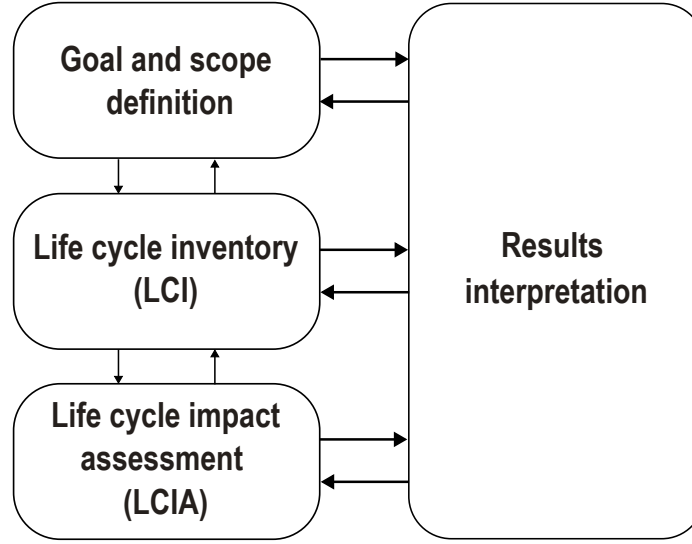 Goal and scope
definition
Life cycle inventory
(LCI)
Life cycle impact
assessment
(LCIA)
Results
interpretation